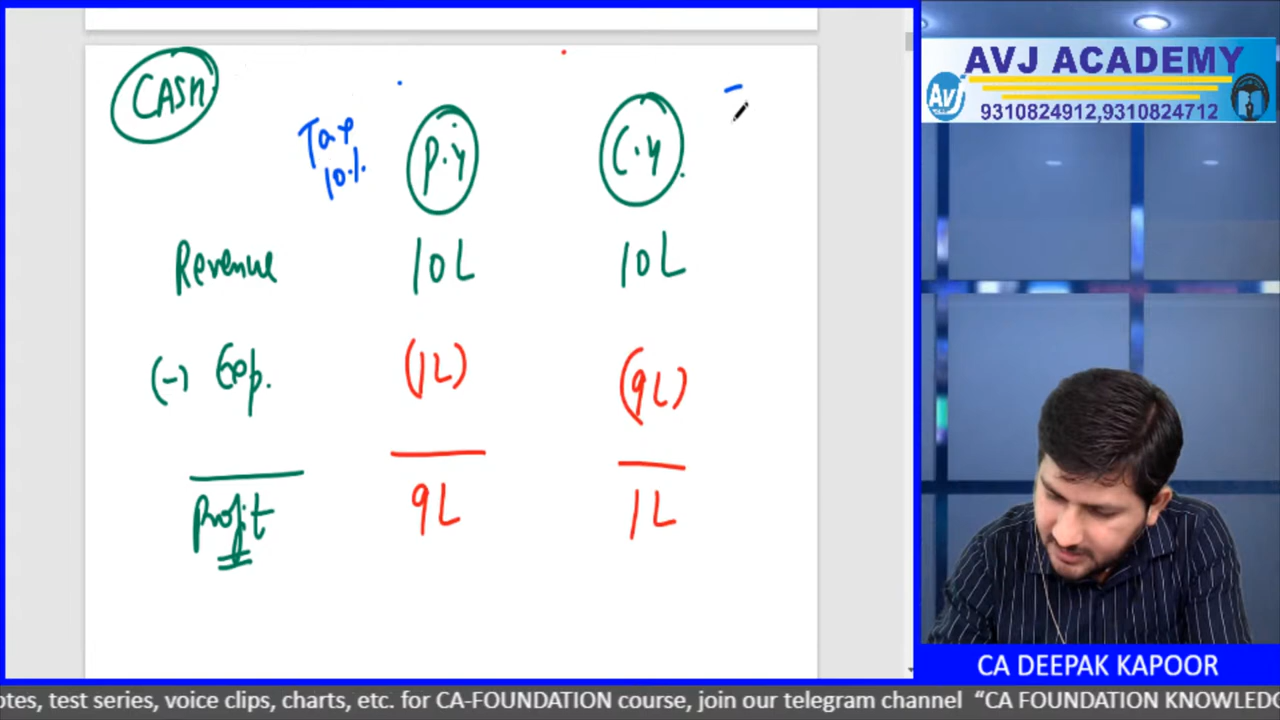 CASH
Tax
10%
P.Y
C.Y
Revenue
10L
10L
(-) Exp.
(1L)
(9L)
Profit
9L
1L
AVJ ACADEMY
AV
9310824912,9310824712
CA DEEPAK KAPOOR
otes, test series, voice clips, charts, etc. for CA-FOUNDATION course, join our telegram channel “CA FOUNDATION KNOWLEDG